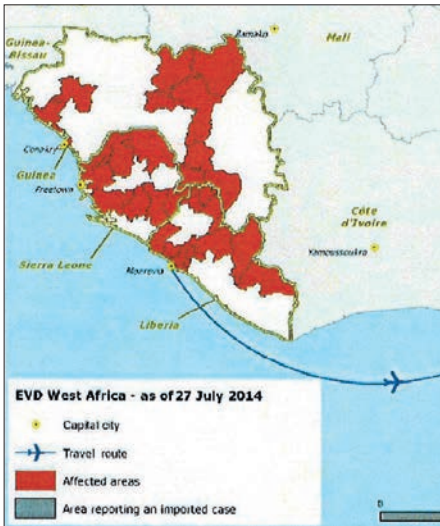 Guinea-
Bissau
Bamako
Mali
Conakry
Guinea
Freetown
Côte
d'Ivoire
Yamoussoukro
Sierra Leone
Monrovia
Liberia
EVD West Africa - as of 27 July 2014
Capital city
Travel route
Affected areas
Area reporting an imported case
0